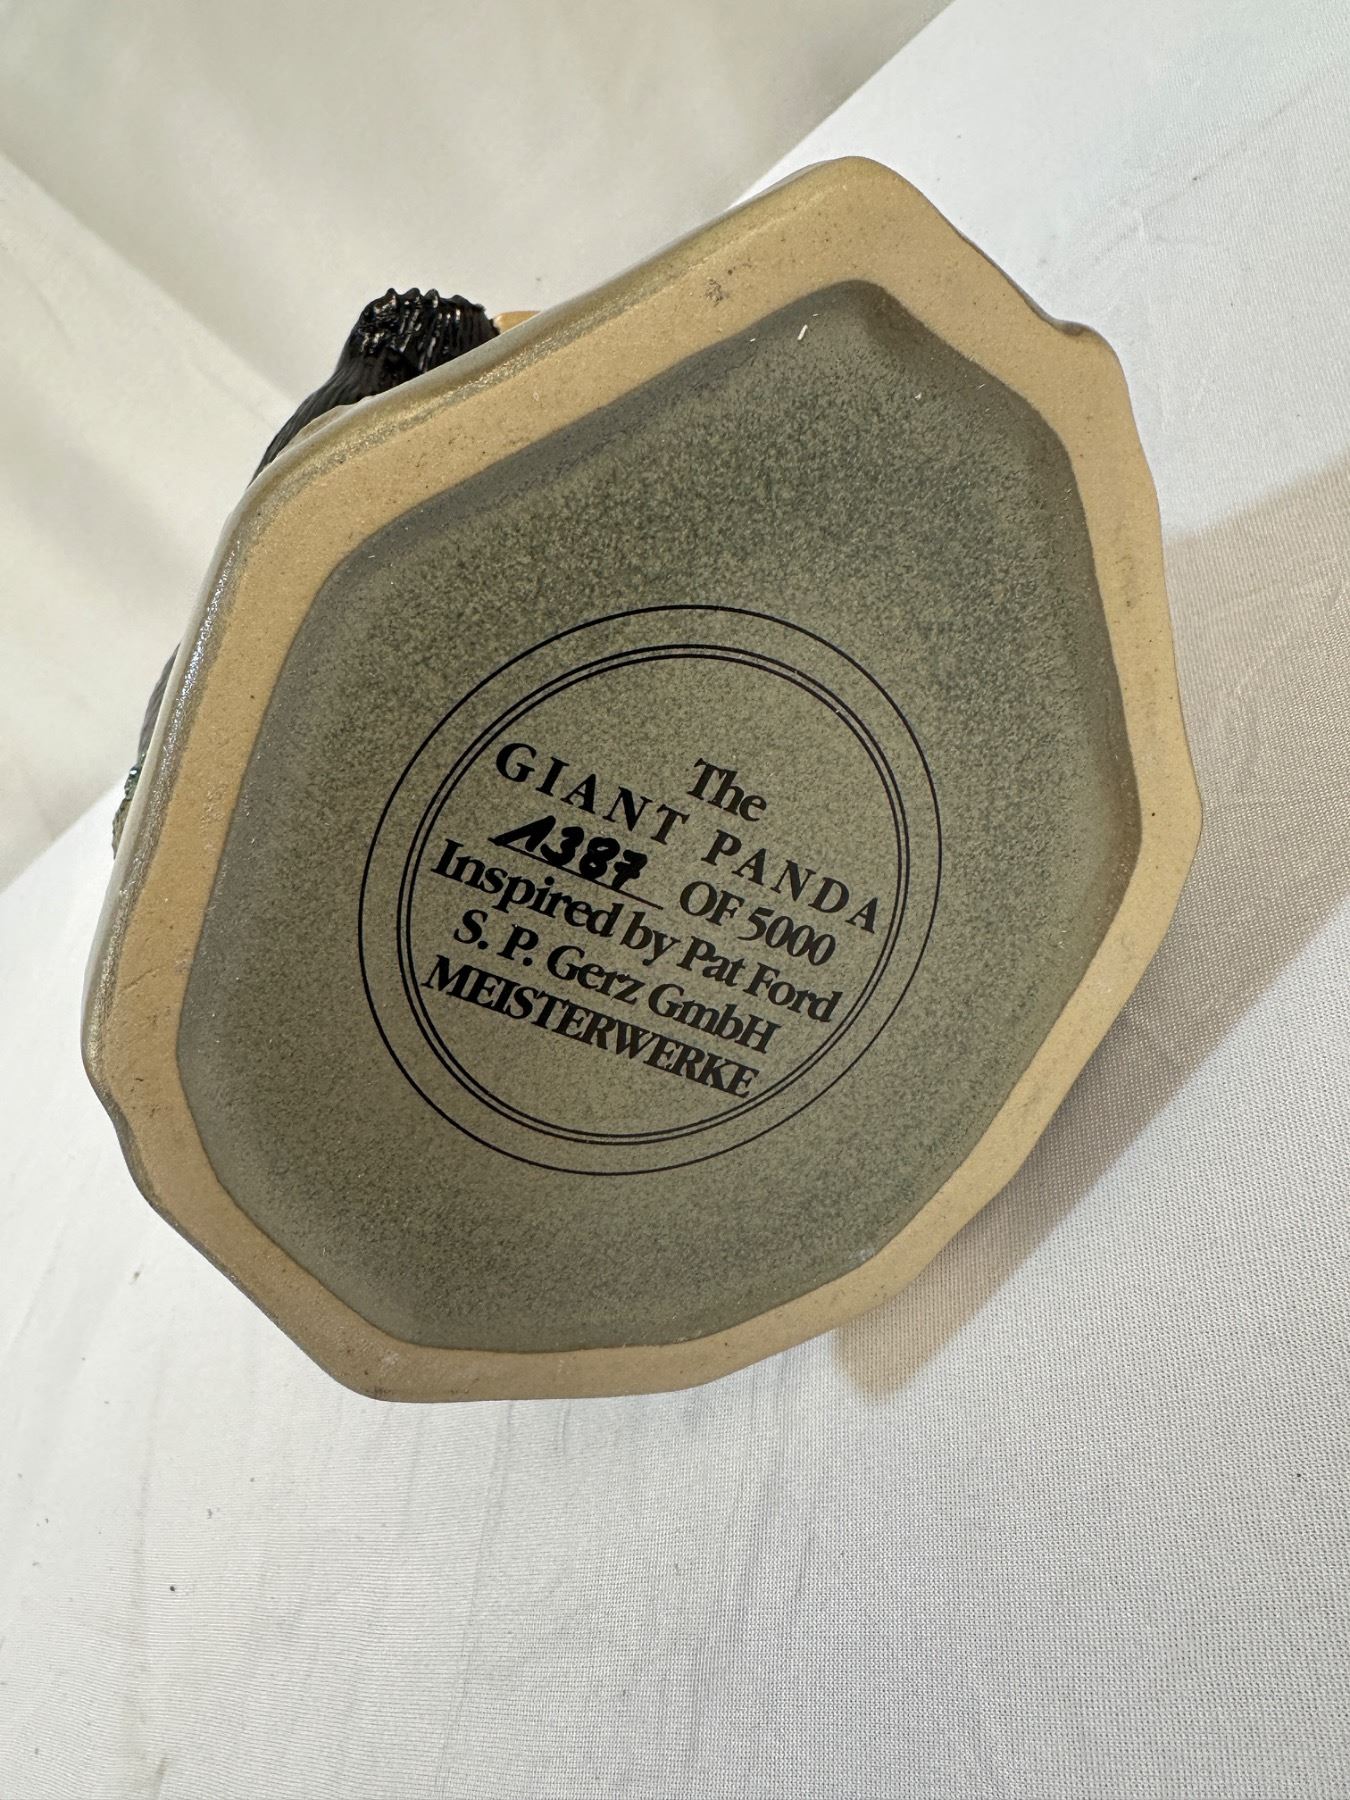 The
GIANT PANDA
1387 OF 5000
Inspired by Pat Ford
S. P. Gerz GmbH
MEISTERWERKE